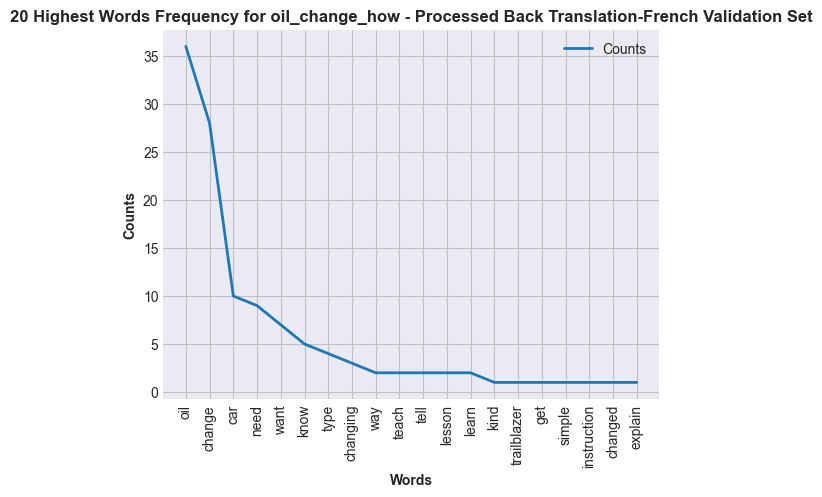 20 Highest Words Frequency for oil_change_how - Processed Back Translation-French Validation Set
Counts
35
30
25
20
15
10
5
0
Counts
oil
change
car
need
want
know
type
changing
way
teach
tell
lesson
learn
kind
trailblazer
get
simple
instruction
changed
explain
Words